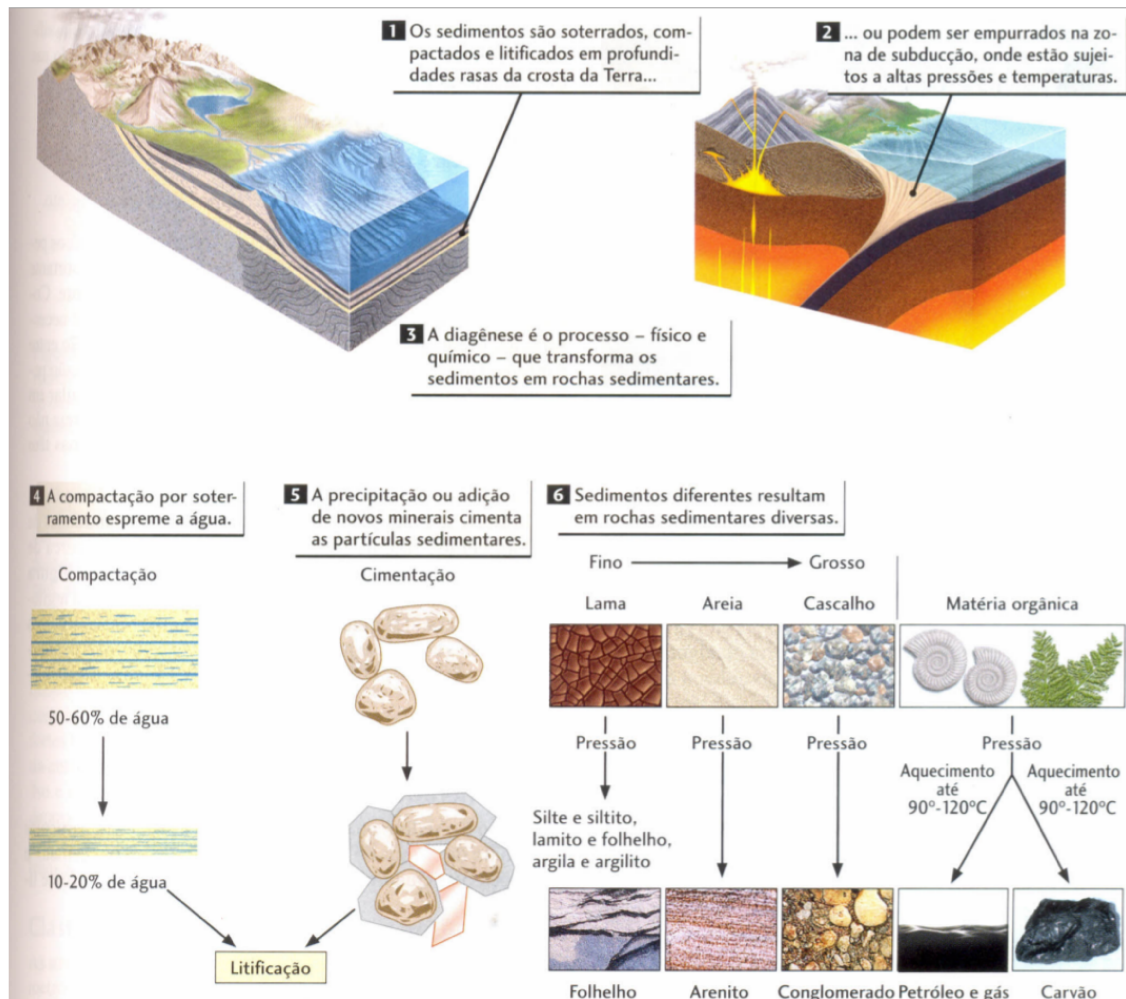 1 Os sedimentos são soterrados, com-
pactados e litificados em profundi-
dades rasas da crosta da Terra...
2 ... ou podem ser empurrados na zo-
na de subducção, onde estão sujei-
tos a altas pressões e temperaturas.
3 A diagênese é o processo – físico e
químico – que transforma os
sedimentos em rochas sedimentares.
4 A compactação por soter-
ramento espreme a água.
Compactação
50-60% de água
10-20% de água
5 A precipitação ou adição
de novos minerais cimenta
as partículas sedimentares.
Cimentação
Litificação
6 Sedimentos diferentes resultam
em rochas sedimentares diversas.
Fino Grosso
Lama Areia Cascalho Matéria orgânica
Pressão Pressão Pressão Pressão
Aquecimento Aquecimento
até até
90º-120ºC 90º-120ºC
Silte e siltito,
lamito e folhelho,
argila e argilito
Folhelho Arenito Conglomerado Petróleo e gás Carvão